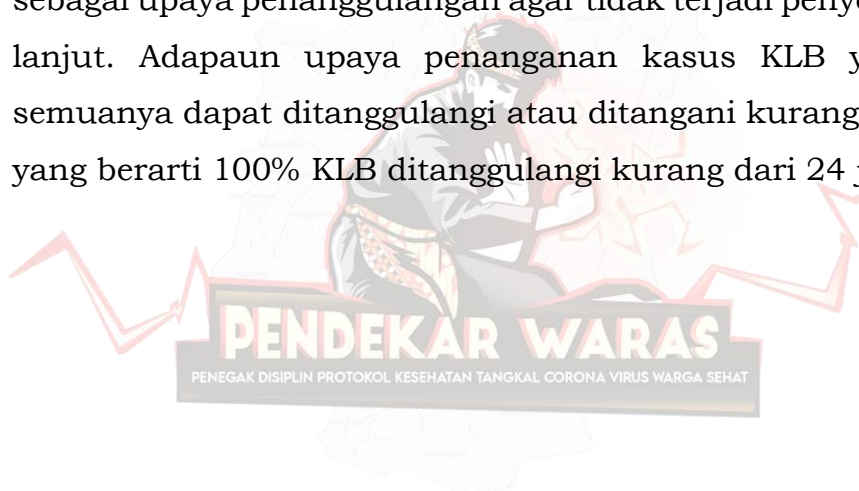 sebagai upaya penanggulangan agar tidak terjadi
lanjut. Adapaun upaya penanganan kasus KLB
semuanya dapat ditanggulangi atau ditangani kurang
yang berarti 100% KLB ditanggulangi kurang dari 24
PENDEKAR WARAS
PENEGAK DISIPLIN PROTOKOL KESEHATAN TANGKAL CORONA VIRUS WARGA SEHAT